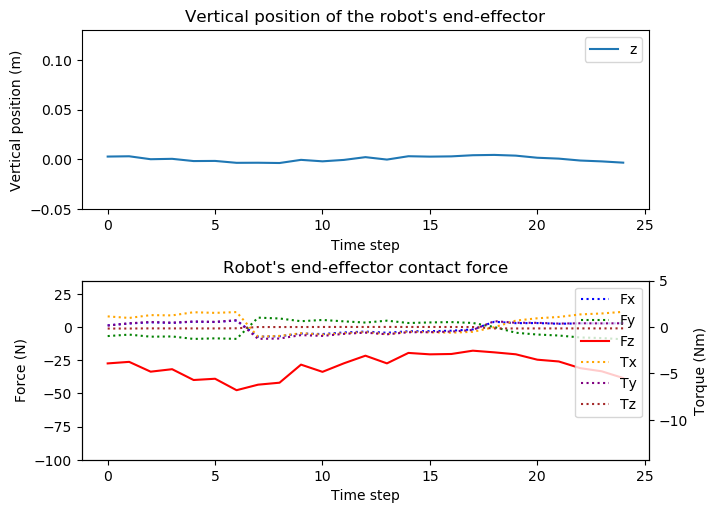 Vertical position of the robot's end-effector
Vertical position (m)
0.10
0.05
0.00
−0.05
z
0
5
10
15
20
25
Time step
Robot's end-effector contact force
Force (N)
25
0
−25
−50
−75
−100
Fx
Fy
Fz
Tx
Ty
Tz
5
0
−5
−10
Torque (Nm)
0
5
10
15
20
25
Time step